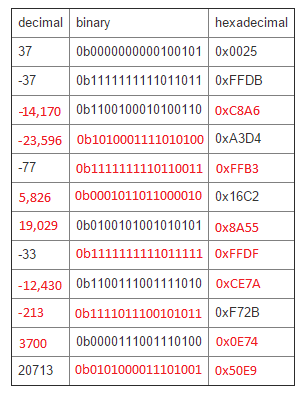 decimal binary hexadecimal
37 0b0000000000100101 0x0025
-37 0b1111111111011011 0xFFDB
-14,170 0b1100100010100110 0xC8A6
-23,596 0b1010001111010100 0xA3D4
-77 0b1111111110110011 0xFFB3
5,826 0b0001011011000010 0x16C2
19,029 0b0100101001010101 0x8A55
-33 0b1111111111011111 0xFFDF
-12,430 0b1100111001111010 0xCE7A
-213 0b1111011100101011 0xF72B
3700 0b0000111001110100 0x0E74
20713 0b0101000011101001 0x50E9